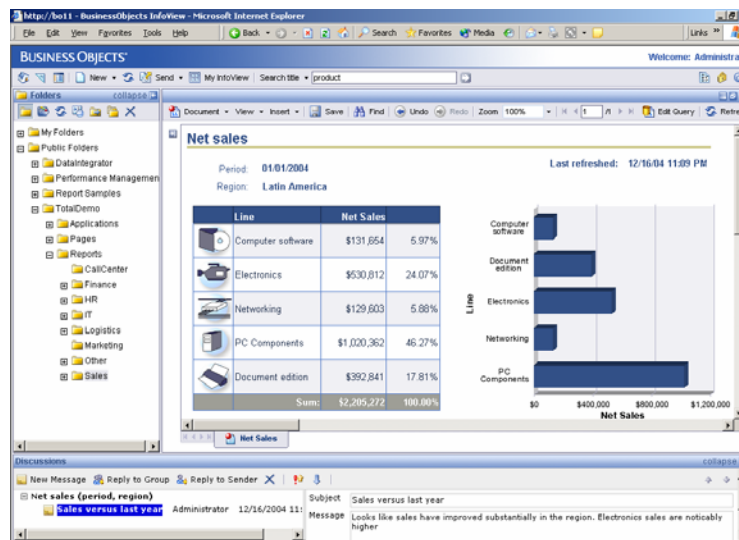 http://bo11 - BusinessObjects InfoView - Microsoft Internet Explorer
File Edit View Favorites Tools Help Back Search Favorites Media Links »
BUSINESS OBJECTS Welcome: Administra
New Send My InfoView Search title product
Folders collapse
Document View Insert Save Find Undo Redo Zoom 100% 1 /1 Edit Query Refre
My Folders
Public Folders
DataIntegrator
Performance Managemen
Report Samples
TotalDemo
Applications
Pages
Reports
CallCenter
Finance
HR
IT
Logistics
Marketing
Other
Sales
Net sales
Period: 01/01/2004 Last refreshed: 12/16/04 11:09 PM
Region: Latin America
Line Net Sales
Computer software $131,654 5.97%
Electronics $530,812 24.07%
Networking $129,603 5.88%
PC Components $1,020,362 46.27%
Document edition $392,841 17.81%
Sum: $2,205,272 100.00%
Line
Computer software
Document edition
Electronics
Networking
PC Components
$0 $400,000 $800,000 $1,200,000
Net Sales
Net Sales
Discussions collapse
New Message Reply to Group Reply to Sender
Net sales (period, region)
Sales versus last year Administrator 12/16/2004 11:
Subject Sales versus last year
Message Looks like sales have improved substantially in the region. Electronics sales are noticably
higher